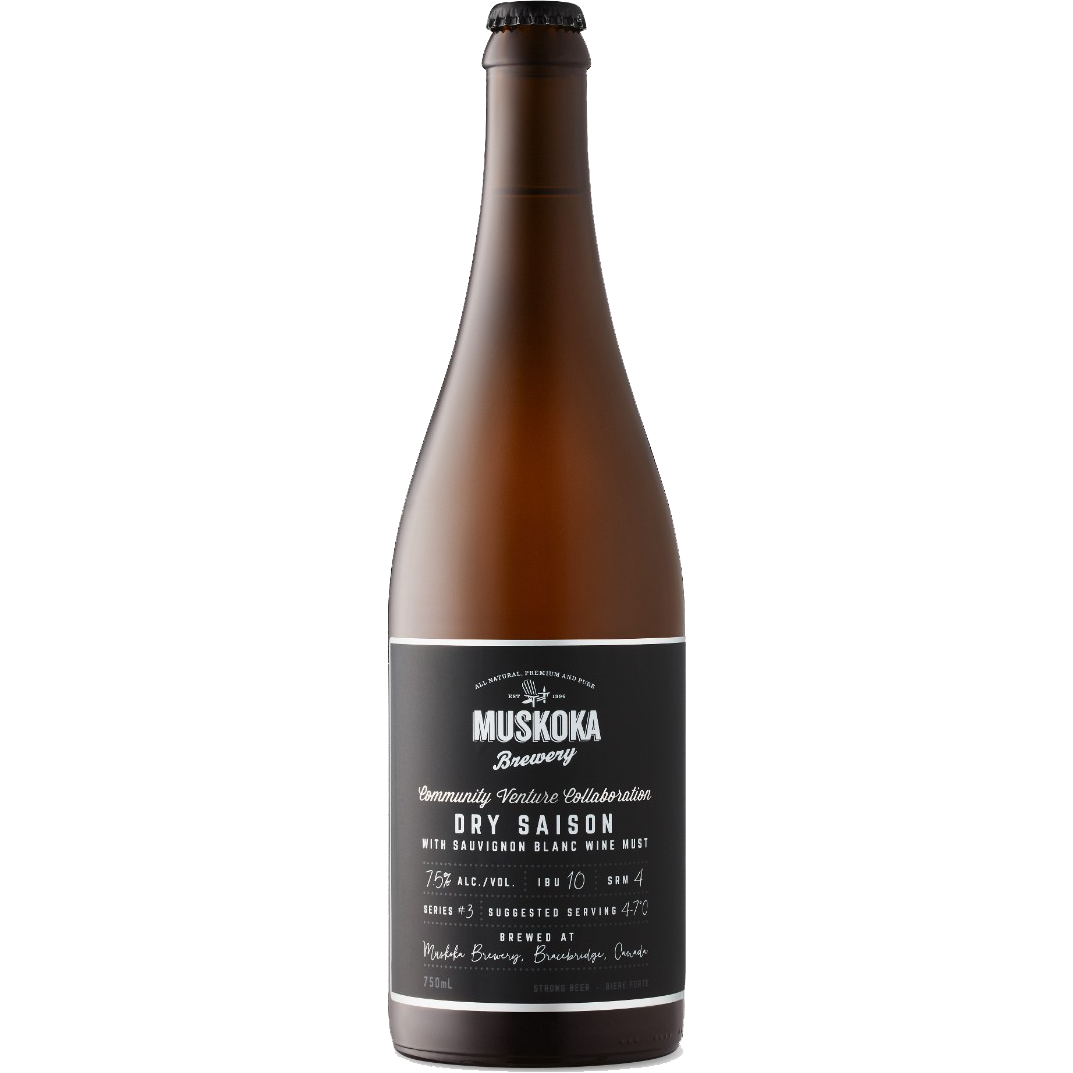 ALL NATURAL, PREMIUM AND PURE
EST 1996
MUSKOKA
Brewery
Community Venture Collaboration
DRY SAISON
WITH SAUVIGNON BLANC WINE MUST
7.5% ALC./VOL. IBU 10 SRM 4
SERIES #3 SUGGESTED SERVING 4-7°C
BREWED AT
Muskoka Brewery, Bracebridge, Canada
750mL STRONG BEER - BIERE FORTE